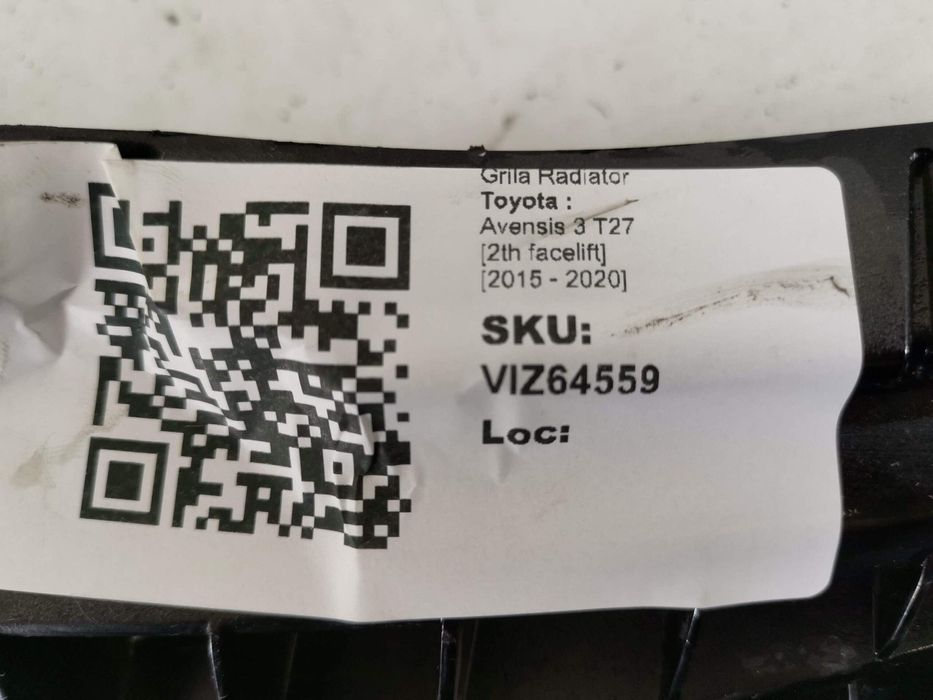 Grila Radiator
Toyota :
Avensis 3 T27
[2th facelift]
[2015 - 2020]
SKU:
VIZ64559
Loc: